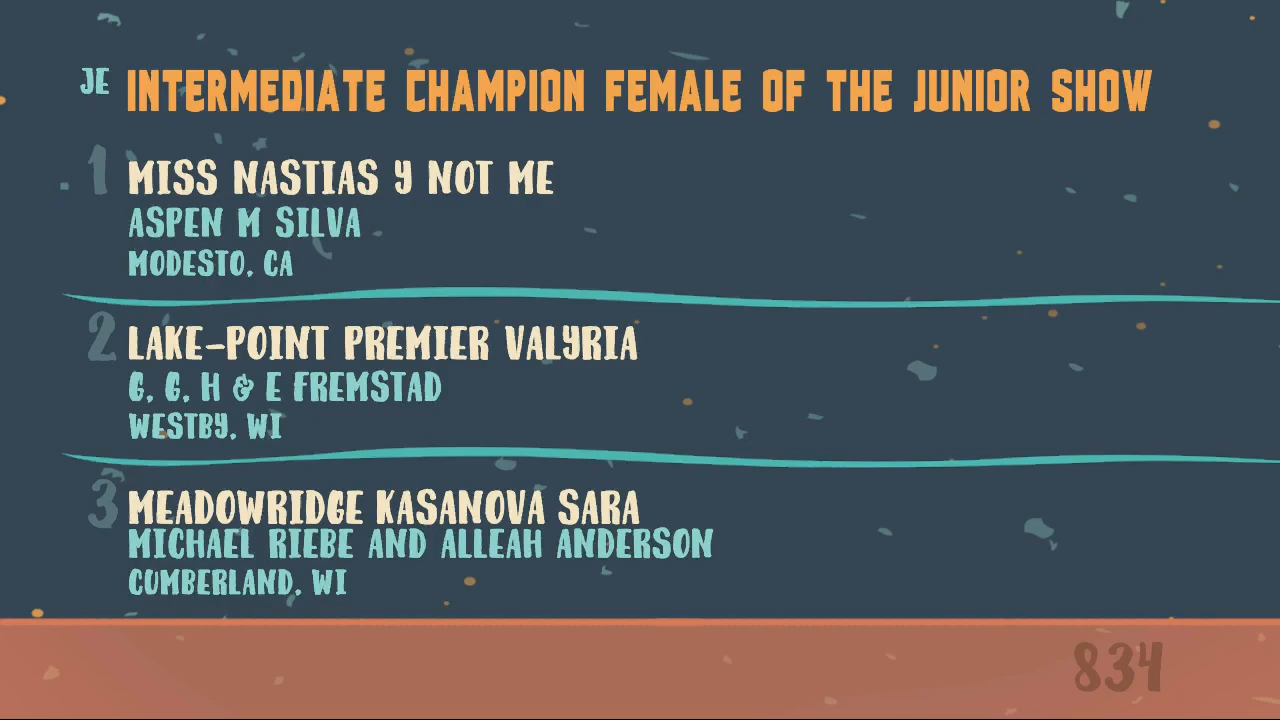 JE INTERMEDIATE CHAMPION FEMALE OF THE JUNIOR SHOW
1 MISS NASTIAS Y NOT ME
ASPEN M SILVA
MODESTO, CA
2 LAKE-POINT PREMIER VALYRIA
G, G, H & E FREMSTAD
WESTBY, WI
3 MEADOWRIDGE KASANOVA SARA
MICHAEL RIEBE AND ALLEAH ANDERSON
CUMBERLAND, WI
834